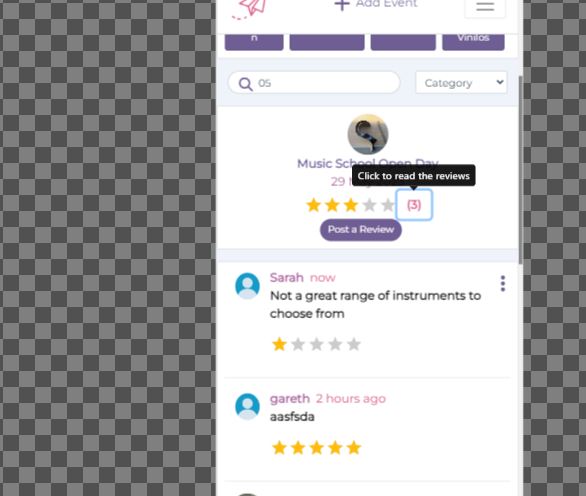 Add Event
n
Vinilos
05
Category
Music School Open Day
29
Click to read the reviews
(3)
Post a Review
Sarah now
Not a great range of instruments to
choose from
gareth 2 hours ago
aasfsda